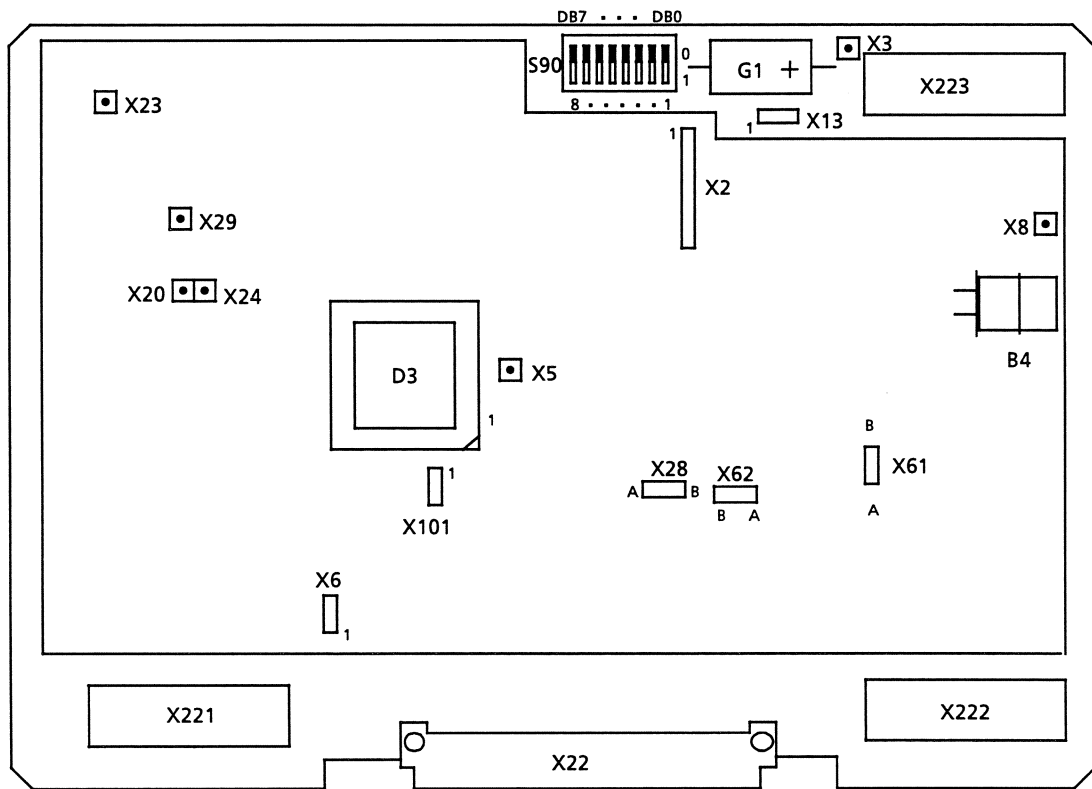 DB7 · · · DB0
S90
0
1
8 · · · · · 1
G1 +
X3
X223
X23
1 X13
1
X2
X29
X8
X20 X24
B4
D3
X5
1
B
X61
A
X28
A B
X62
B A
1
X101
X6
1
X221
X222
X22